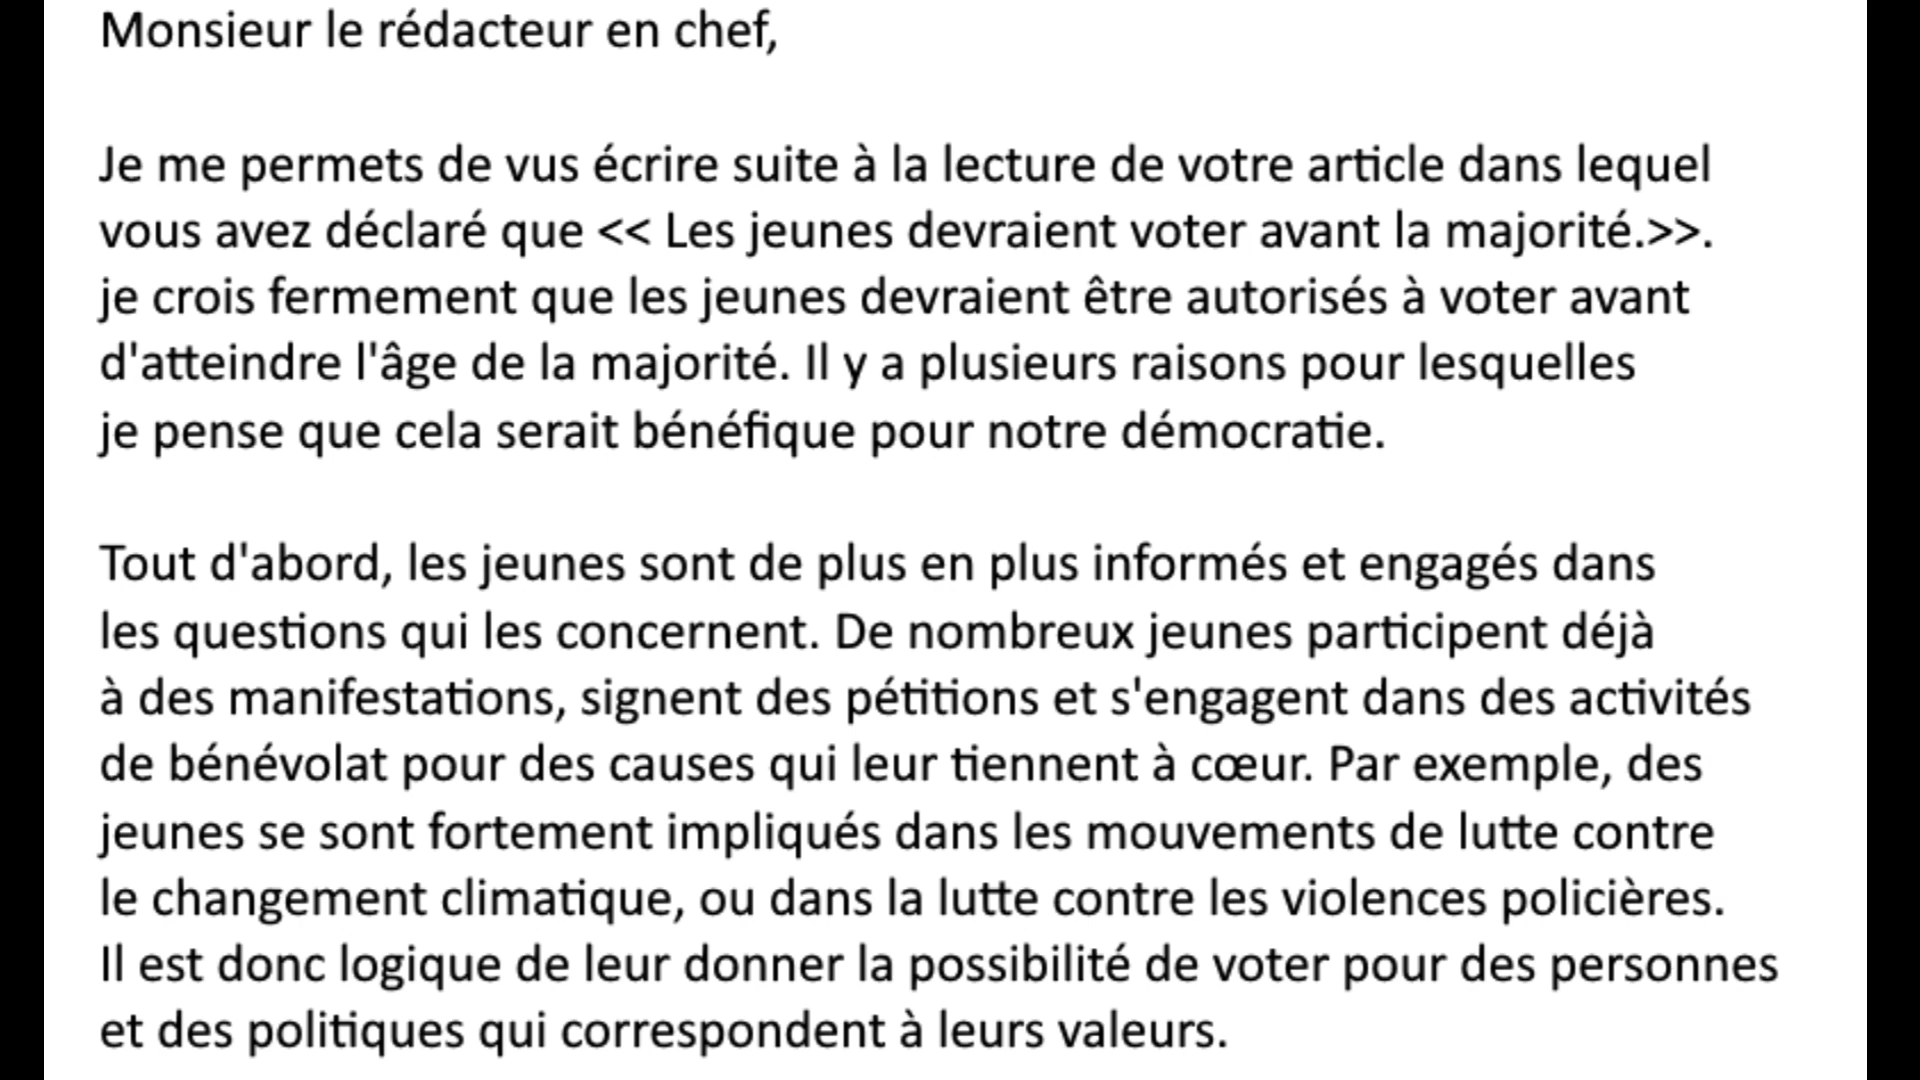 Monsieur le rédacteur en chef,
Je me permets de vus écrire suite à la lecture de votre article dans lequel
vous avez déclaré que << Les jeunes devraient voter avant la majorité.>>.
je crois fermement que les jeunes devraient être autorisés à voter avant
d'atteindre l'âge de la majorité. Il y a plusieurs raisons pour lesquelles
je pense que cela serait bénéfique pour notre démocratie.
Tout d'abord, les jeunes sont de plus en plus informés et engagés dans
les questions qui les concernent. De nombreux jeunes participent déjà
à des manifestations, signent des pétitions et s'engagent dans des activités
de bénévolat pour des causes qui leur tiennent à cœur. Par exemple, des
jeunes se sont fortement impliqués dans les mouvements de lutte contre
le changement climatique, ou dans la lutte contre les violences policières.
Il est donc logique de leur donner la possibilité de voter pour des personnes
et des politiques qui correspondent à leurs valeurs.